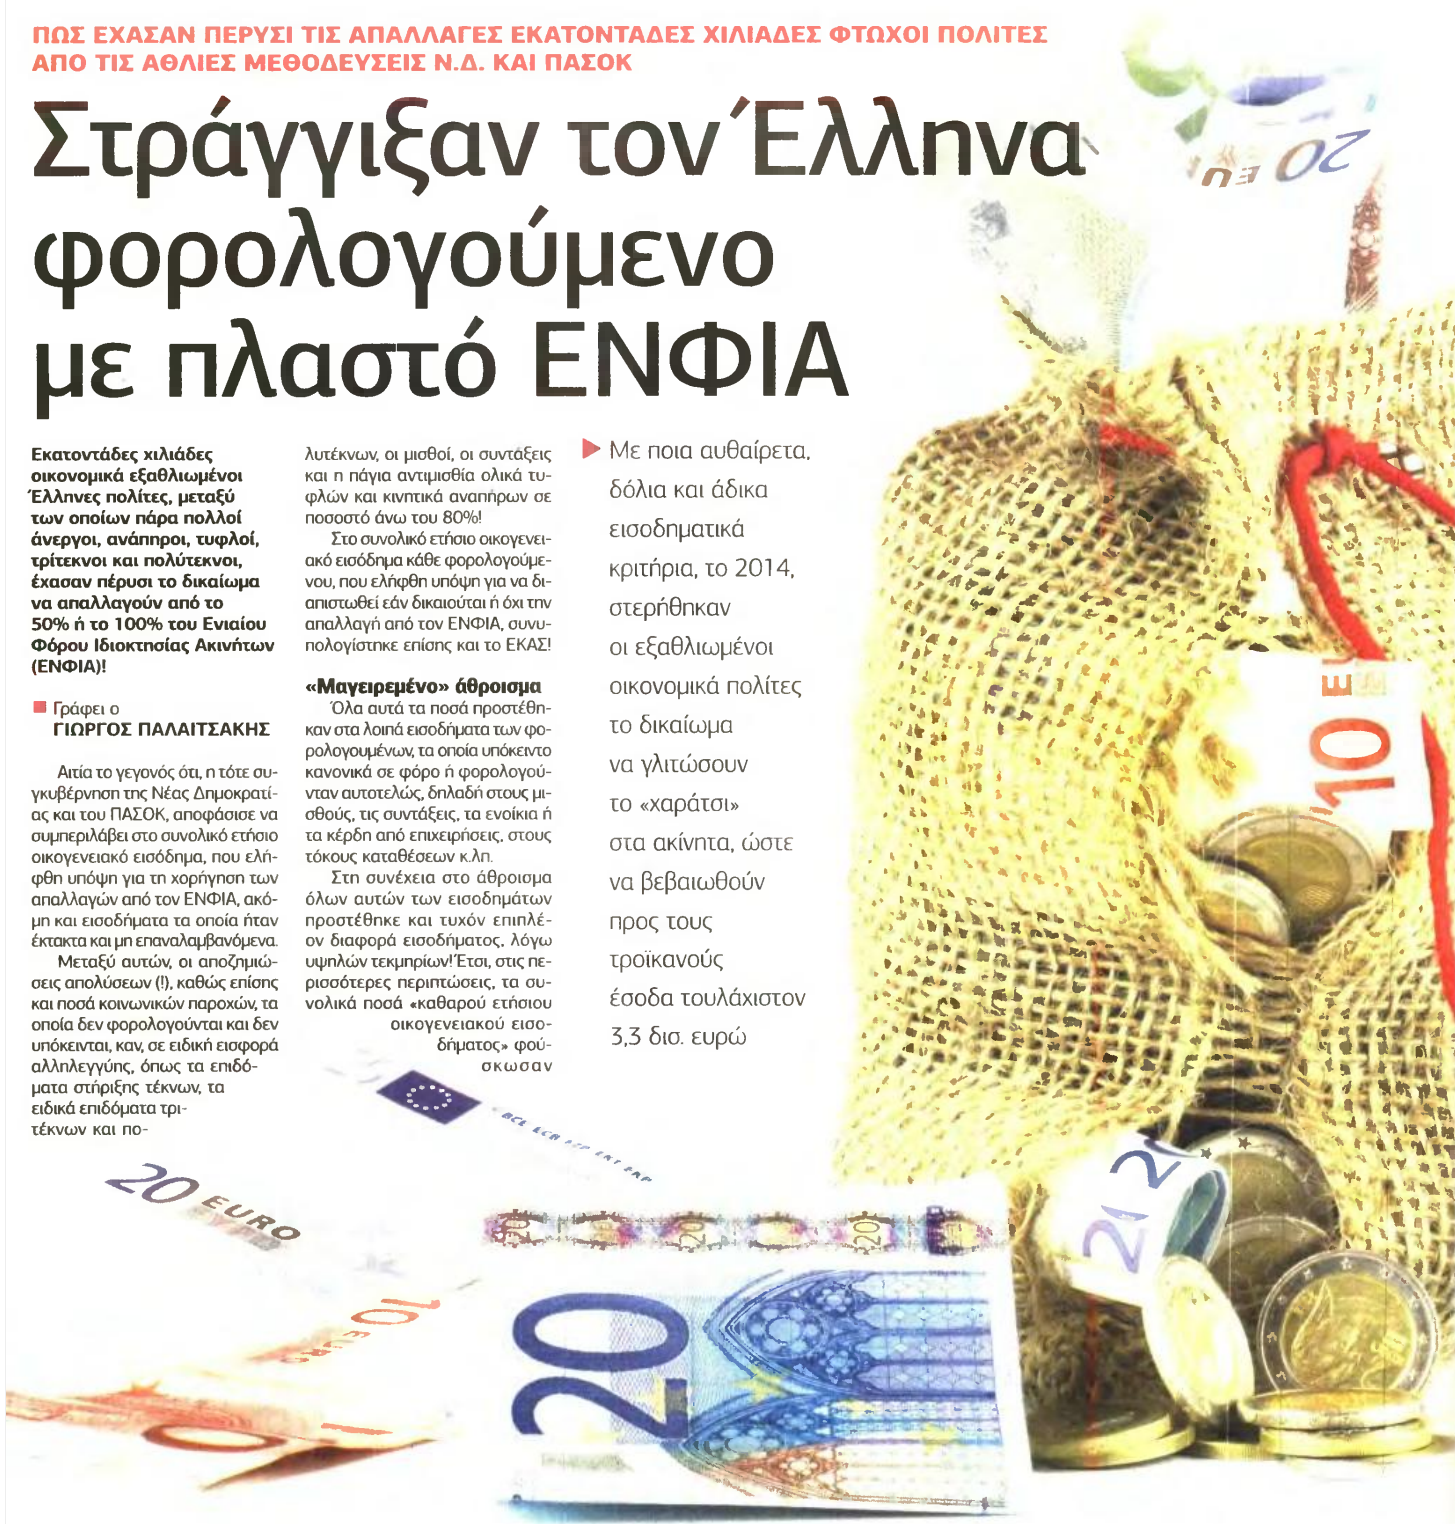 ΠΩΣ ΕΧΑΣΑΝ ΠΕΡΥΣΙ ΤΙΣ ΑΠΑΛΛΑΓΕΣ ΕΚΑΤΟΝΤΑΔΕΣ ΧΙΛΙΑΔΕΣ ΦΤΩΧΟΙ ΠΟΛΙΤΕΣ
ΑΠΟ ΤΙΣ ΑΘΛΙΕΣ ΜΕΘΟΔΕΥΣΕΙΣ Ν.Δ. ΚΑΙ ΠΑΣΟΚ
Στράγγιξαν τον Έλληνα
φορολογούμενο
με πλαστό ΕΝΦΙΑ
Εκατοντάδες χιλιάδες
οικονομικά εξαθλιωμένοι
Έλληνες πολίτες, μεταξύ
των οποίων πάρα πολλοί
άνεργοι, ανάπηροι, τυφλοί,
τρίτεκνοι και πολύτεκνοι,
έχασαν πέρυσι το δικαίωμα
να απαλλαγούν από το
50% ή το 100% του Ενιαίου
Φόρου Ιδιοκτησίας Ακινήτων
(ΕΝΦΙΑ)!
Γράφει ο
ΓΙΩΡΓΟΣ ΠΑΛΑΙΤΣΑΚΗΣ
Αιτία το γεγονός ότι, η τότε συ-
γκυβέρνηση της Νέας Δημοκρατί-
ας και του ΠΑΣΟΚ, αποφάσισε να
συμπεριλάβει στο συνολικό ετήσιο
οικογενειακό εισόδημα, που ελή-
φθη υπόψη για τη χορήγηση των
απαλλαγών από τον ΕΝΦΙΑ, ακό-
μη και εισοδήματα τα οποία ήταν
έκτακτα και μη επαναλαμβανόμενα.
Μεταξύ αυτών, οι αποζημιώ-
σεις απολύσεων (!), καθώς επίσης
και ποσά κοινωνικών παροχών, τα
οποία δεν φορολογούνται και δεν
υπόκεινται, καν, σε ειδική εισφορά
αλληλεγγύης, όπως τα επιδό-
ματα στήριξης τέκνων, τα
ειδικά επιδόματα τρι-
τέκνων και πο-
λυτέκνων, οι μισθοί, οι συντάξεις
και η πάγια αντιμισθία ολικά τυ-
φλών και κινητικά αναπήρων σε
ποσοστό άνω του 80%!
Στο συνολικό ετήσιο οικογενει-
ακό εισόδημα κάθε φορολογούμε-
νου, που ελήφθη υπόψη για να δι-
απιστωθεί εάν δικαιούται ή όχι την
απαλλαγή από τον ΕΝΦΙΑ, συνυ-
πολογίστηκε επίσης και το ΕΚΑΣ!
«Μαγειρεμένο» άθροισμα
Όλα αυτά τα ποσά προστέθη-
καν στα λοιπά εισοδήματα των φο-
ρολογουμένων, τα οποία υπόκειντο
κανονικά σε φόρο ή φορολογού-
νταν αυτοτελώς, δηλαδή στους μι-
σθούς, τις συντάξεις, τα ενοίκια ή
τα κέρδη από επιχειρήσεις, στους
τόκους καταθέσεων κ.λπ.
Στη συνέχεια στο άθροισμα
όλων αυτών των εισοδημάτων
προστέθηκε και τυχόν επιπλέ-
ον διαφορά εισοδήματος, λόγω
υψηλών τεκμηρίων! Έτσι, στις πε-
ρισσότερες περιπτώσεις, τα συ-
νολικά ποσά «καθαρού ετήσιου
οικογενειακού εισο-
δήματος» φού-
σκωσαν
Με ποια αυθαίρετα,
δόλια και άδικα
εισοδηματικά
κριτήρια, το 2014,
στερήθηκαν
οι εξαθλιωμένοι
οικονομικά πολίτες
το δικαίωμα
να γλιτώσουν
το «χαράτσι»
στα ακίνητα, ώστε
να βεβαιωθούν
προς τους
τροϊκανούς
έσοδα τουλάχιστον
3,3 δισ. ευρώ
20 EU
10 E
20 EURO
10 EURO
20
20